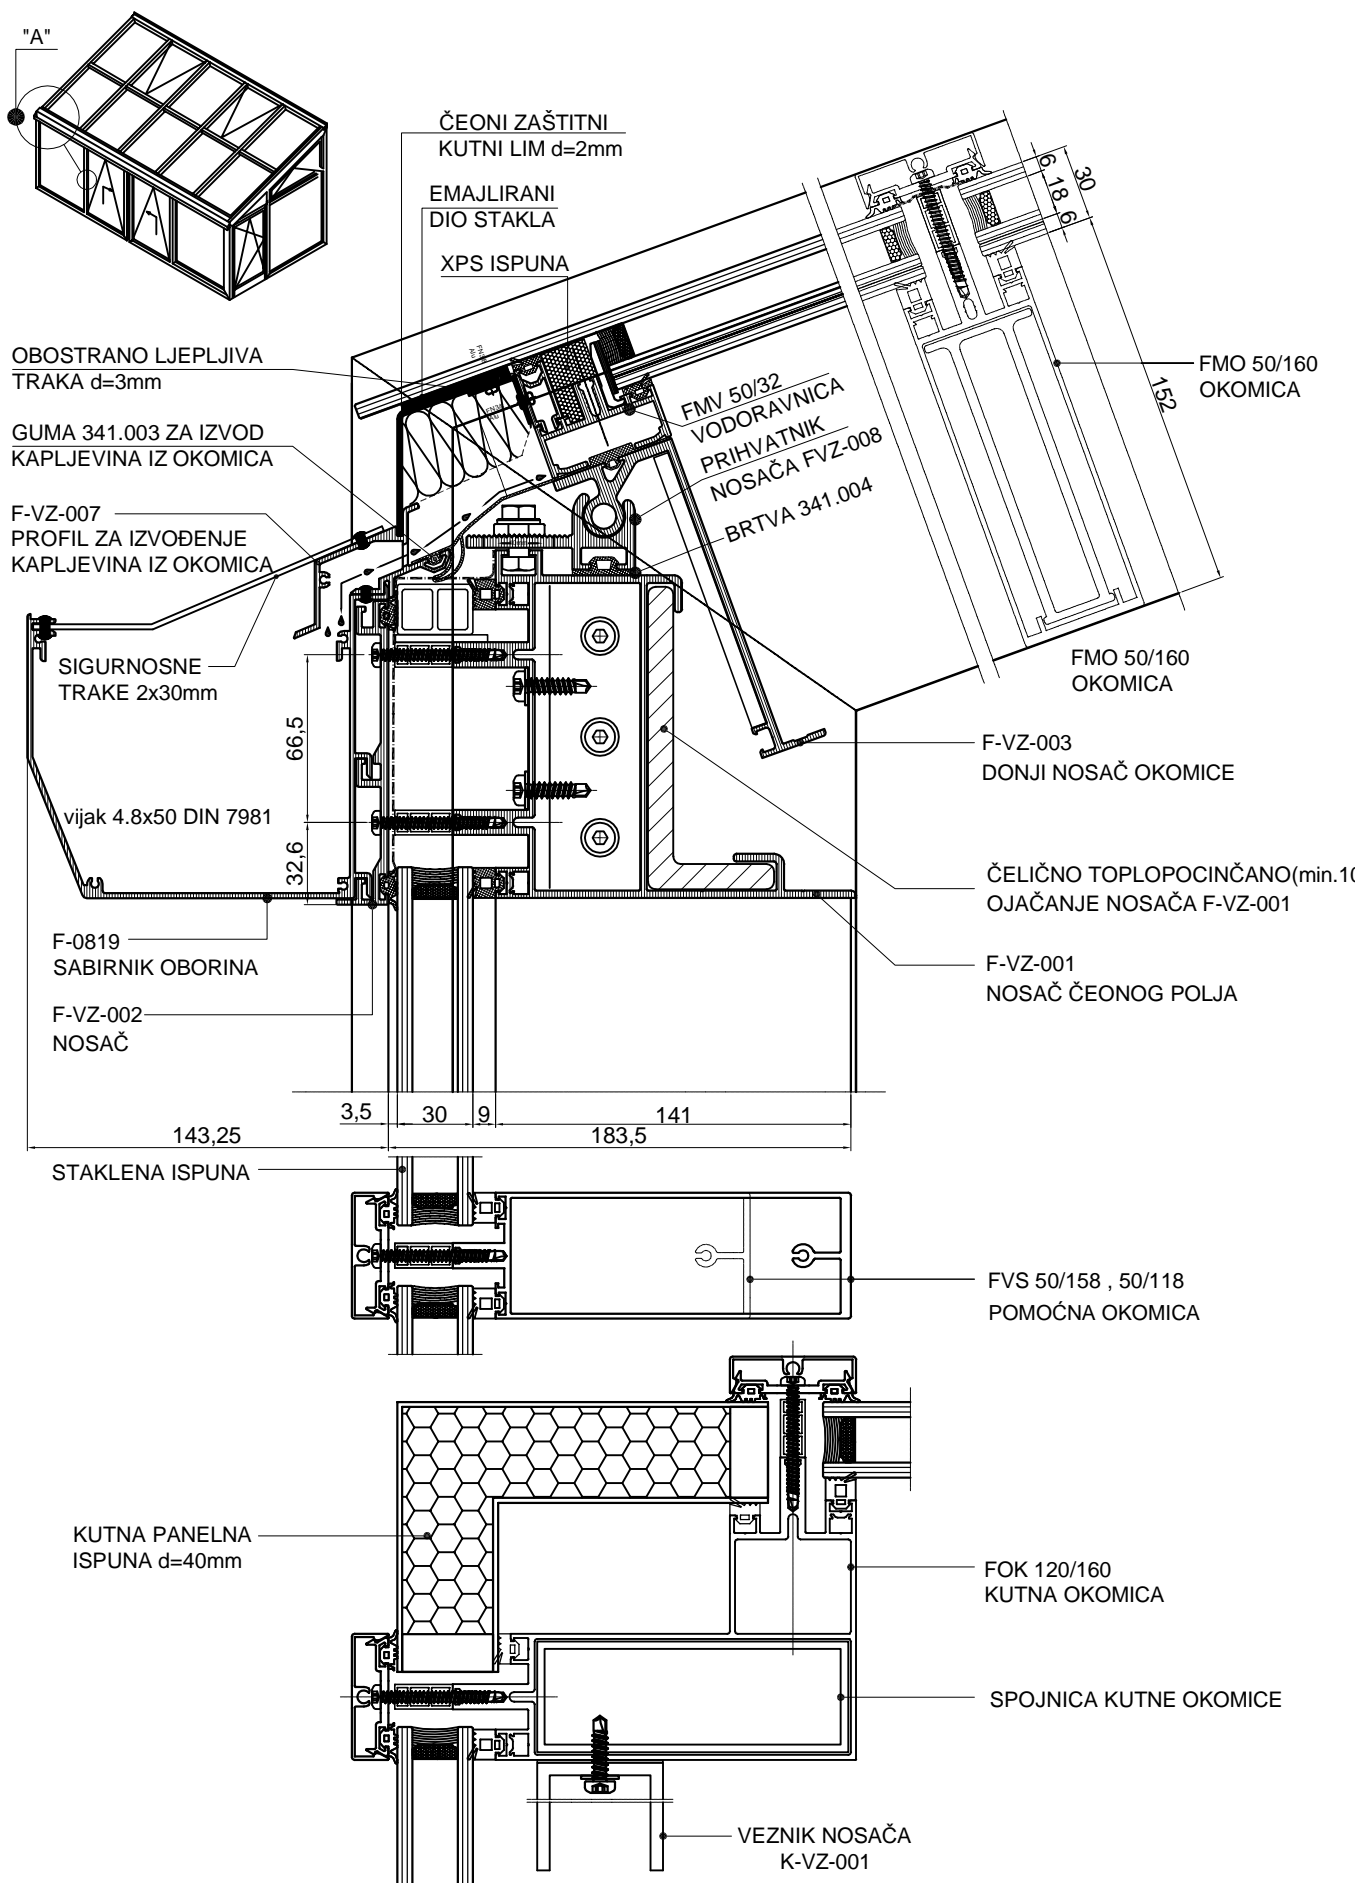 "A"
ČEONI ZAŠTITNI
KUTNI LIM d=2mm
EMAJLIRANI
DIO STAKLA
XPS ISPUNA
6
18
6
30
152
OBOSTRANO LJEPLJIVA
TRAKA d=3mm
GUMA 341.003 ZA IZVOD
KAPLJEVINA IZ OKOMICA
F-VZ-007
PROFIL ZA IZVOĐENJE
KAPLJEVINA IZ OKOMICA
FMV 50/32
VODORAVNICA
PRIHVATNIK
NOSAČA FVZ-008
BRTVA 341.004
FMO 50/160
OKOMICA
SIGURNOSNE
TRAKE 2x30mm
FMO 50/160
OKOMICA
66,5
32,6
vijak 4.8x50 DIN 7981
F-VZ-003
DONJI NOSAČ OKOMICE
ČELIČNO TOPLOPOCINČANO(min.10
OJAČANJE NOSAČA F-VZ-001
F-0819
SABIRNIK OBORINA
F-VZ-001
NOSAČ ČEONOG POLJA
F-VZ-002
NOSAČ
3,5
30
9
141
143,25
183,5
STAKLENA ISPUNA
FVS 50/158 , 50/118
POMOĆNA OKOMICA
KUTNA PANELNA
ISPUNA d=40mm
FOK 120/160
KUTNA OKOMICA
SPOJNICA KUTNE OKOMICE
VEZNIK NOSAČA
K-VZ-001